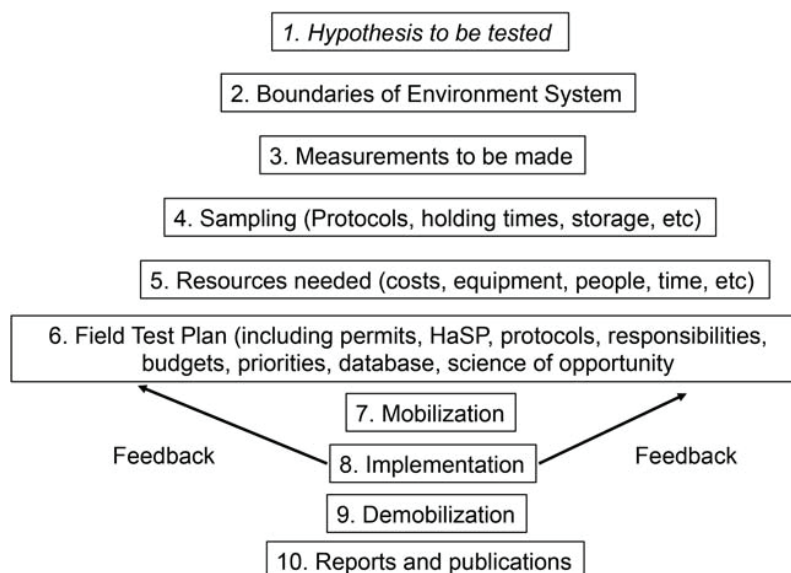 1. Hypothesis to be tested
2. Boundaries of Environment System
3. Measurements to be made
4. Sampling (Protocols, holding times, storage, etc)
5. Resources needed (costs, equipment, people, time, etc)
6. Field Test Plan (including permits, HaSP, protocols, responsibilities,
budgets, priorities, database, science of opportunity
7. Mobilization
Feedback
8. Implementation
Feedback
9. Demobilization
10. Reports and publications